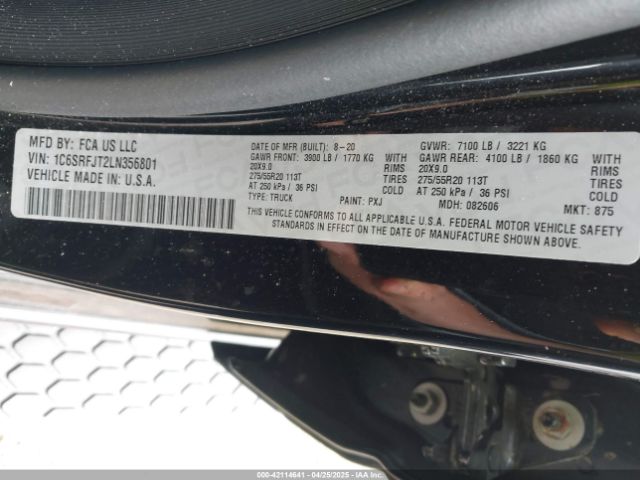 MFD BY: FCA US LLC
VIN: 1C6SRFJT2LN356801
VEHICLE MADE IN U.S.A.
DATE OF MFR (BUILT): 8-20
GAWR FRONT: 3900 LB / 1770 KG WITH
20X9.0 RIMS
275/55R20 113T TIRES
AT 250 kPa / 36 PSI COLD
TYPE: TRUCK PAINT: PXJ
GVWR: 7100 LB / 3221 KG
GAWR REAR: 4100 LB / 1860 KG WITH
20X9.0 RIMS
275/55R20 113T TIRES
AT 250 kPa / 36 PSI COLD
MDH: 082606 MKT: 875
THIS VEHICLE CONFORMS TO ALL APPLICABLE U.S.A. FEDERAL MOTOR VEHICLE SAFETY
STANDARDS IN EFFECT ON THE DATE OF MANUFACTURE SHOWN ABOVE.
000-42114641 - 04/25/2025 - IAA Inc.